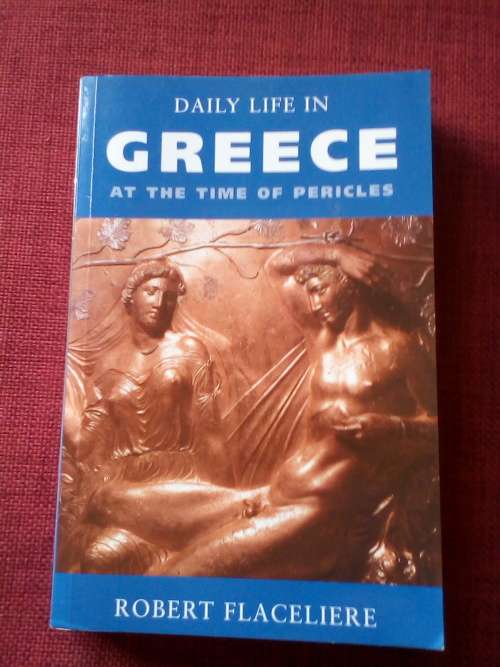 DAILY LIFE IN
GREECE
AT THE TIME OF PERICLES
ROBERT FLACELIERE